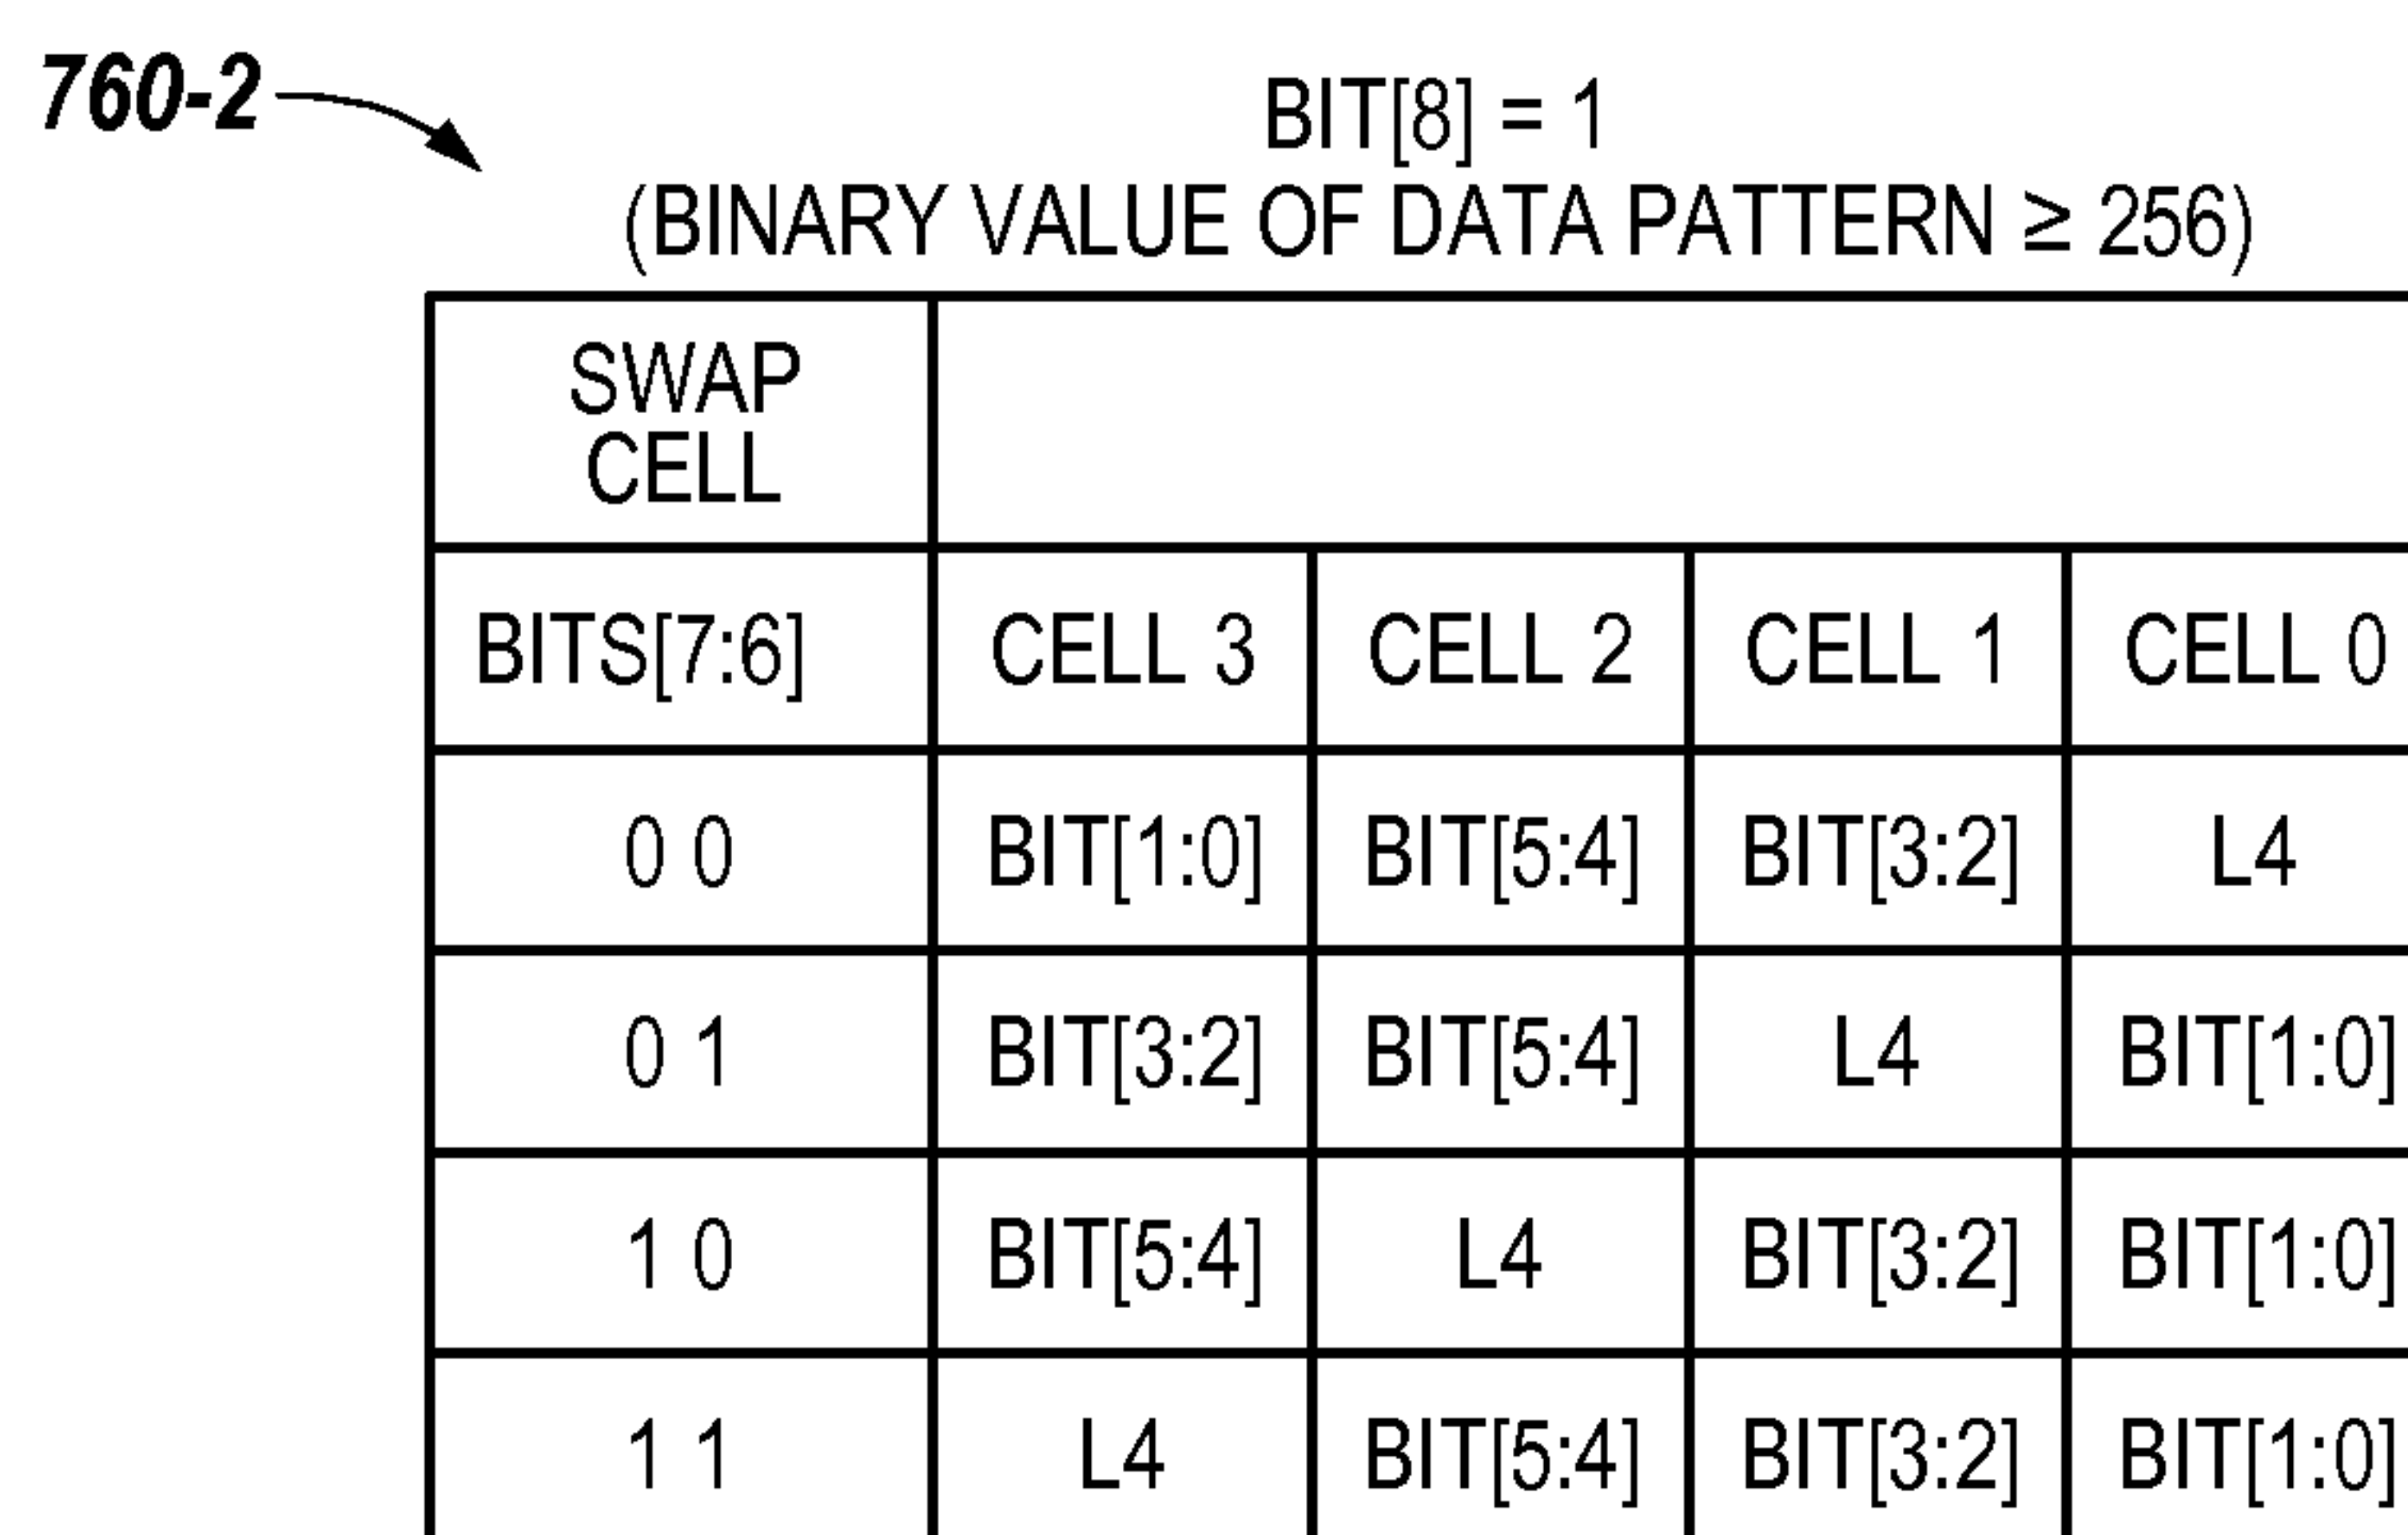 760-2
BIT[8] = 1
(BINARY VALUE OF DATA PATTERN ≥ 256)
SWAP
CELL
BITS[7:6] CELL 3 CELL 2 CELL 1 CELL 0
0 0 BIT[1:0] BIT[5:4] BIT[3:2] L4
0 1 BIT[3:2] BIT[5:4] L4 BIT[1:0]
1 0 BIT[5:4] L4 BIT[3:2] BIT[1:0]
1 1 L4 BIT[5:4] BIT[3:2] BIT[1:0]